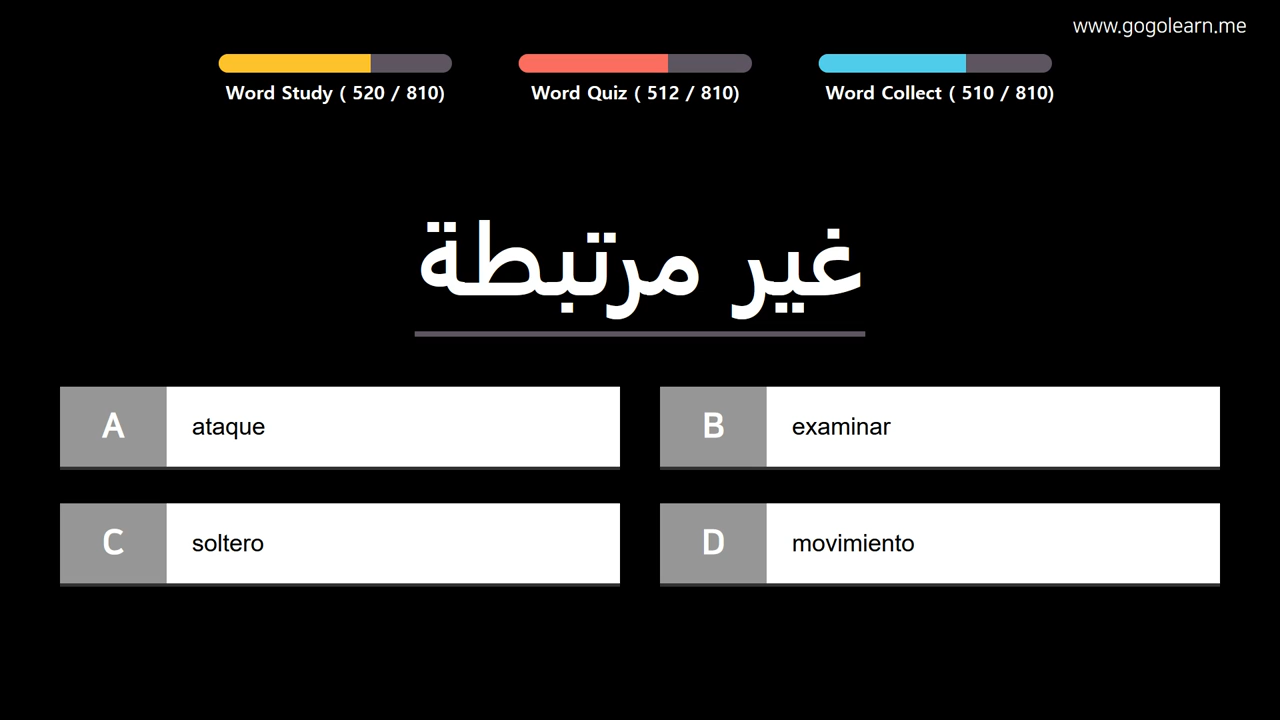 www.gogolearn.me
Word Study ( 520 / 810)
Word Quiz ( 512 / 810)
Word Collect ( 510 / 810)
غير مرتبطة
A ataque
B examinar
C soltero
D movimiento